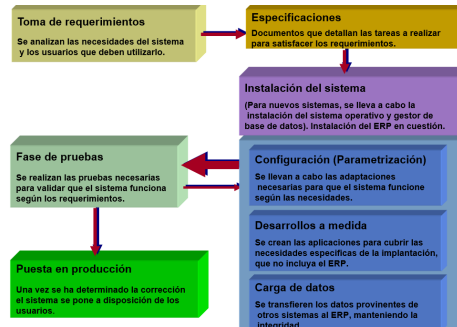 Toma de requerimientos
Se analizan las necesidades del sistema
y los usuarios que deben utilizarlo.
Especificaciones
Documentos que detallan las tareas a realizar
para satisfacer los requerimientos.
Instalación del sistema
(Para nuevos sistemas, se lleva a cabo la
instalación del sistema operativo y gestor de
base de datos). Instalación del ERP en cuestión.
Fase de pruebas
Se realizan las pruebas necesarias
para validar que el sistema funciona
según los requerimientos.
Configuración (Parametrización)
Se llevan a cabo las adaptaciones
necesarias para que el sistema funcione
según las necesidades.
Desarrollos a medida
Se crean las aplicaciones para cubrir las
necesidades específicas de la implantación,
que no incluya el ERP.
Puesta en producción
Una vez se ha determinado la corrección
el sistema se pone a disposición de los
usuarios.
Carga de datos
Se transfieren los datos provinentes de
otros sistemas al ERP, manteniendo la
integridad.